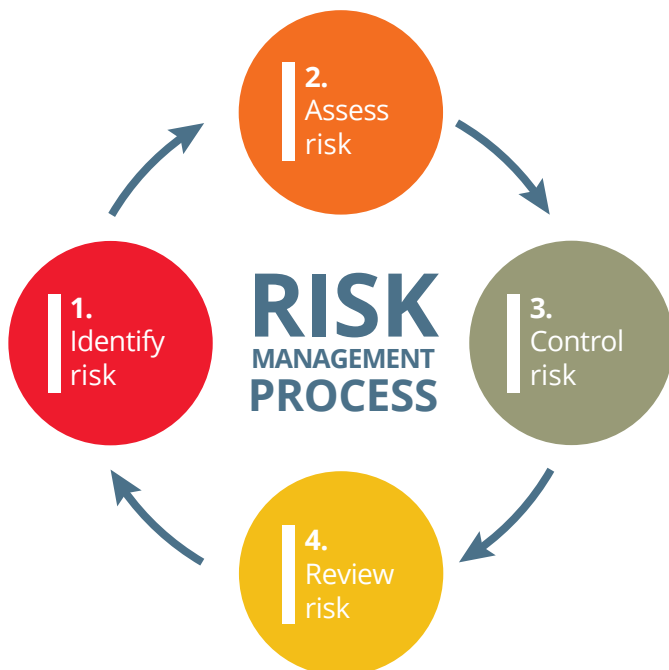 2.
Assess
risk
1.
Identify
risk
RISK
MANAGEMENT
PROCESS
3.
Control
risk
4.
Review
risk